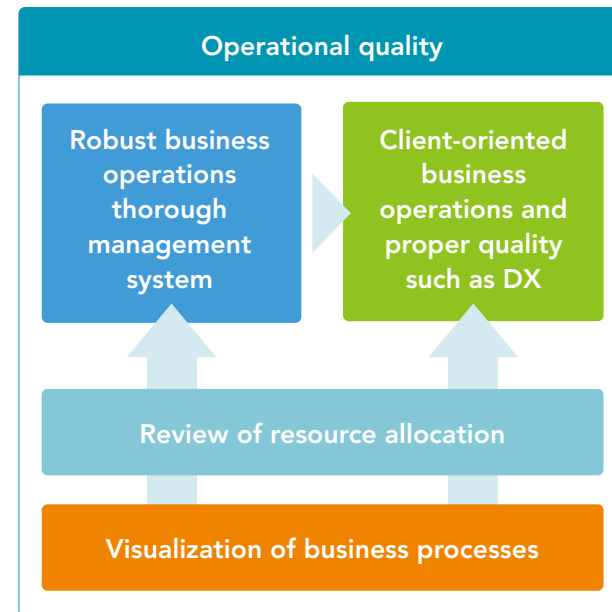 Operational quality
Robust business
operations
thorough
management
system
Client-oriented
business
operations and
proper quality
such as DX
Review of resource allocation
Visualization of business processes